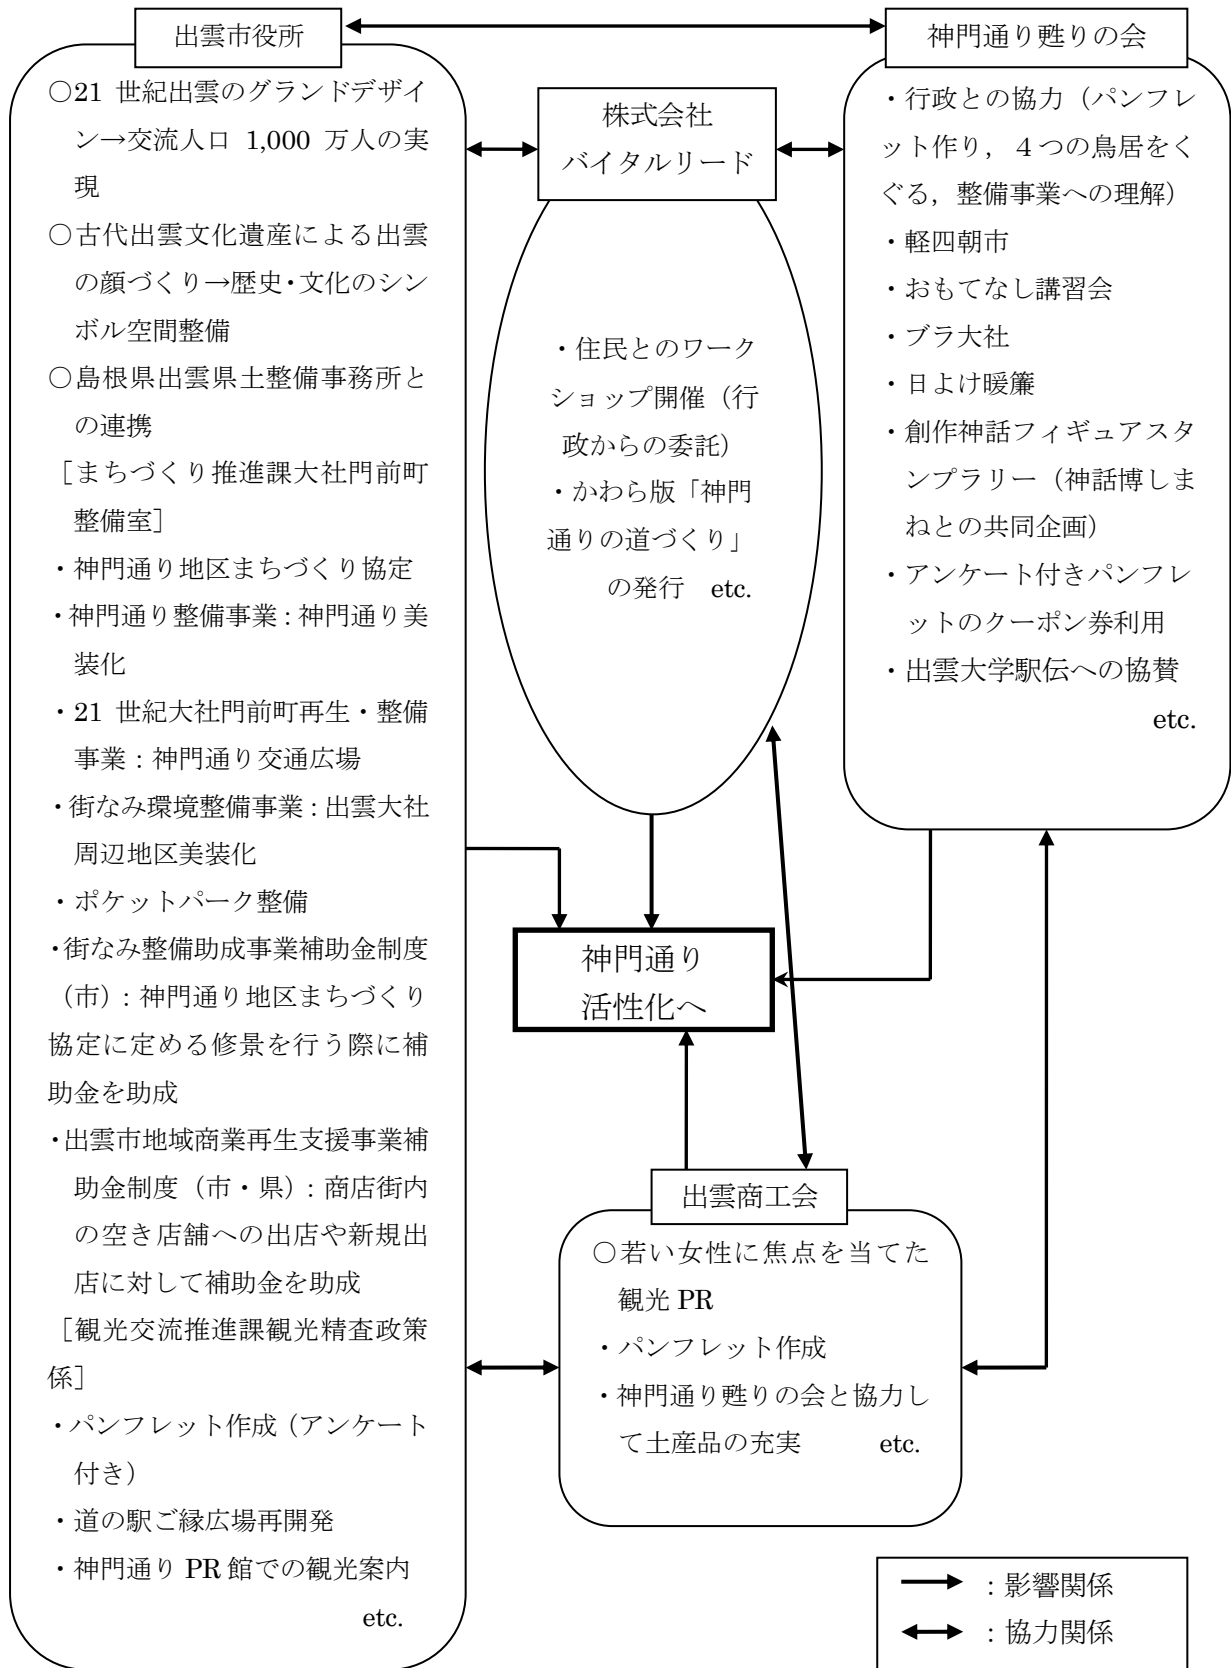 出雲市役所
○21 世紀出雲のグランドデザイ
ン→交流人口 1,000 万人の実
現
○古代出雲文化遺産による出雲
の顔づくり→歴史・文化のシン
ボル空間整備
○島根県出雲県土整備事務所と
の連携
［まちづくり推進課大社門前町
整備室］
・神門通り地区まちづくり協定
・神門通り整備事業：神門通り美
装化
・21 世紀大社門前町再生・整備
事業：神門通り交通広場
・街なみ環境整備事業：出雲大社
周辺地区美装化
・ポケットパーク整備
・街なみ整備助成事業補助金制度
（市）：神門通り地区まちづくり
協定に定める修景を行う際に補
助金を助成
・出雲市地域商業再生支援事業補
助金制度（市・県）：商店街内
の空き店舗への出店や新規出
店に対して補助金を助成
［観光交流推進課観光精査政策
係］
・パンフレット作成（アンケート
付き）
・道の駅ご縁広場再開発
・神門通り PR 館での観光案内
etc.
株式会社
バイタルリード
・住民とのワーク
ショップ開催（行
政からの委託）
・かわら版「神門
通りの道づくり」
の発行　etc.
神門通り甦りの会
・行政との協力（パンフレ
ット作り，４つの鳥居をく
ぐる，整備事業への理解）
・軽四朝市
・おもてなし講習会
・ブラ大社
・日よけ暖簾
・創作神話フィギュアスタ
ンプラリー（神話博しま
ねとの共同企画）
・アンケート付きパンフレ
ットのクーポン券利用
・出雲大学駅伝への協賛
etc.
神門通り
活性化へ
出雲商工会
○若い女性に焦点を当てた
観光 PR
・パンフレット作成
・神門通り甦りの会と協力し
て土産品の充実　　etc.
：影響関係
：協力関係